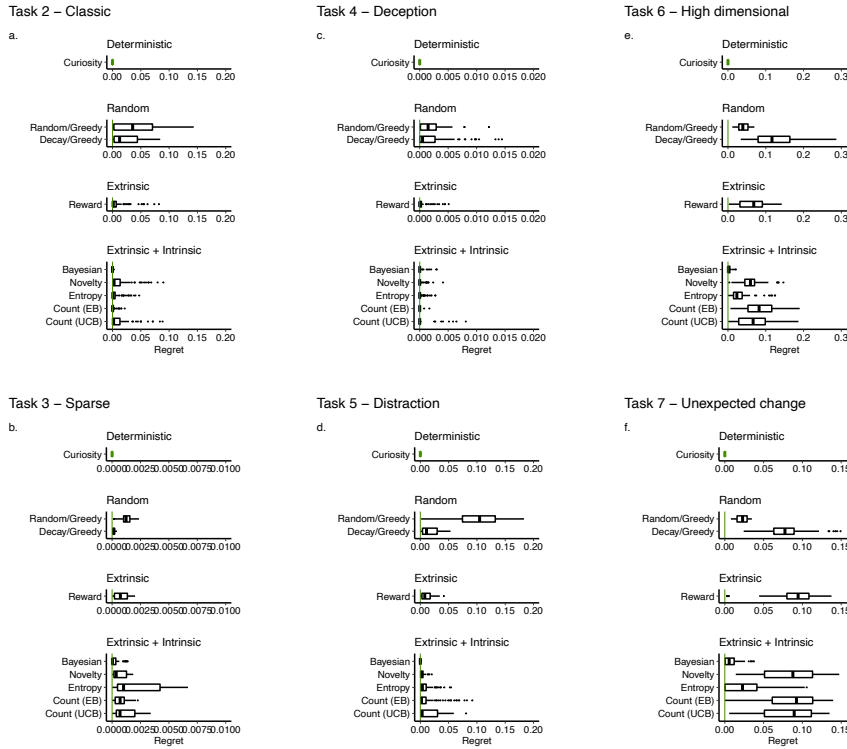 Task 2 – Classic
a.
Deterministic
Curiosity
0.00 0.05 0.10 0.15 0.20
Random
Random/Greedy
Decay/Greedy
0.00 0.05 0.10 0.15 0.20
Extrinsic
Reward
0.00 0.05 0.10 0.15 0.20
Extrinsic + Intrinsic
Bayesian
Novelty
Entropy
Count (EB)
Count (UCB)
0.00 0.05 0.10 0.15 0.20
Regret
Task 4 – Deception
c.
Deterministic
Curiosity
0.000 0.005 0.010 0.015 0.020
Random
Random/Greedy
Decay/Greedy
0.000 0.005 0.010 0.015 0.020
Extrinsic
Reward
0.000 0.005 0.010 0.015 0.020
Extrinsic + Intrinsic
Bayesian
Novelty
Entropy
Count (EB)
Count (UCB)
0.000 0.005 0.010 0.015 0.020
Regret
Task 6 – High dimensional
e.
Deterministic
Curiosity
0.0 0.1 0.2 0.3
Random
Random/Greedy
Decay/Greedy
0.0 0.1 0.2 0.3
Extrinsic
Reward
0.0 0.1 0.2 0.3
Extrinsic + Intrinsic
Bayesian
Novelty
Entropy
Count (EB)
Count (UCB)
0.0 0.1 0.2 0.3
Regret
Task 3 – Sparse
b.
Deterministic
Curiosity
0.0000 0.0025 0.0050 0.0075 0.0100
Random
Random/Greedy
Decay/Greedy
0.0000 0.0025 0.0050 0.0075 0.0100
Extrinsic
Reward
0.0000 0.0025 0.0050 0.0075 0.0100
Extrinsic + Intrinsic
Bayesian
Novelty
Entropy
Count (EB)
Count (UCB)
0.0000 0.0025 0.0050 0.0075 0.0100
Regret
Task 5 – Distraction
d.
Deterministic
Curiosity
0.00 0.05 0.10 0.15 0.20
Random
Random/Greedy
Decay/Greedy
0.00 0.05 0.10 0.15 0.20
Extrinsic
Reward
0.00 0.05 0.10 0.15 0.20
Extrinsic + Intrinsic
Bayesian
Novelty
Entropy
Count (EB)
Count (UCB)
0.00 0.05 0.10 0.15 0.20
Regret
Task 7 – Unexpected change
f.
Deterministic
Curiosity
0.00 0.05 0.10 0.15
Random
Random/Greedy
Decay/Greedy
0.00 0.05 0.10 0.15
Extrinsic
Reward
0.00 0.05 0.10 0.15
Extrinsic + Intrinsic
Bayesian
Novelty
Entropy
Count (EB)
Count (UCB)
0.00 0.05 0.10 0.15
Regret